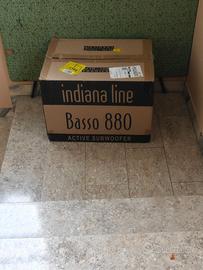 indiana line
Basso 880
ACTIVE SUBWOOFER